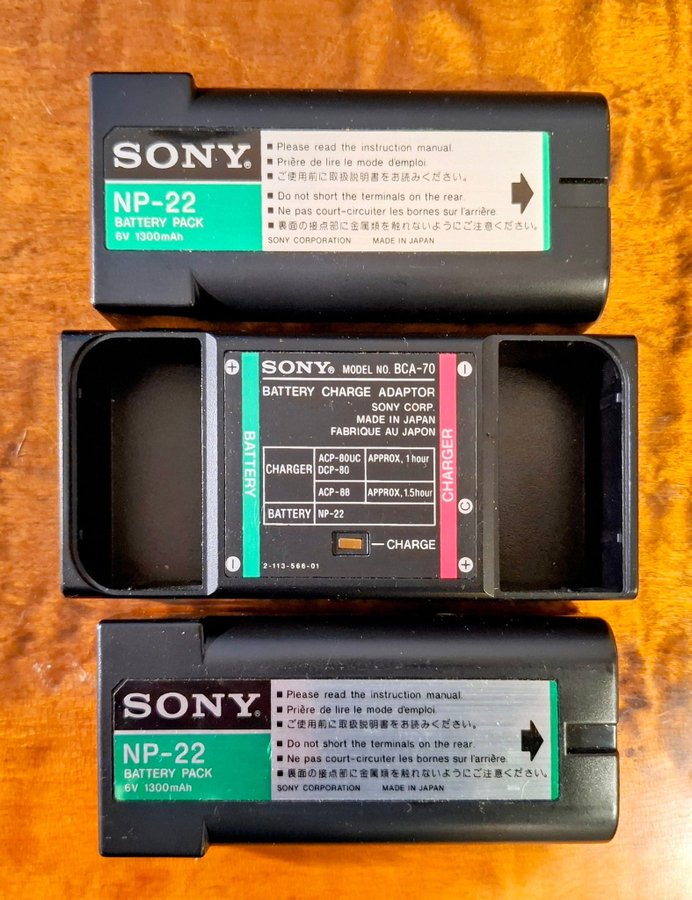 SONY®
NP-22
BATTERY PACK
6V 1300mAh
■ Please read the instruction manual.
■ Prière de lire le mode d'emploi.
■ ご使用前に取扱説明書をお読みください。
■ Do not short the terminals on the rear.
■ Ne pas court-circuiter les bornes sur l'arrière.
■ 裏面の接点部に金属類を触れないようにご注意ください。
SONY CORPORATION MADE IN JAPAN
SONY® MODEL NO. BCA-70
BATTERY CHARGE ADAPTOR
SONY CORP.
MADE IN JAPAN
FABRIQUE AU JAPON
BATTERY
CHARGER
CHARGER ACP-80UC DCP-80 APPROX, 1 hour
ACP-88 APPROX, 1.5hour
BATTERY NP-22
CHARGE
2-113-566-01
+
−
−
C
+
SONY®
NP-22
BATTERY PACK
6V 1300mAh
■ Please read the instruction manual.
■ Prière de lire le mode d'emploi.
■ ご使用前に取扱説明書をお読みください。
■ Do not short the terminals on the rear.
■ Ne pas court-circuiter les bornes sur l'arrière.
■ 裏面の接点部に金属類を触れないようにご注意ください。
SONY CORPORATION MADE IN JAPAN